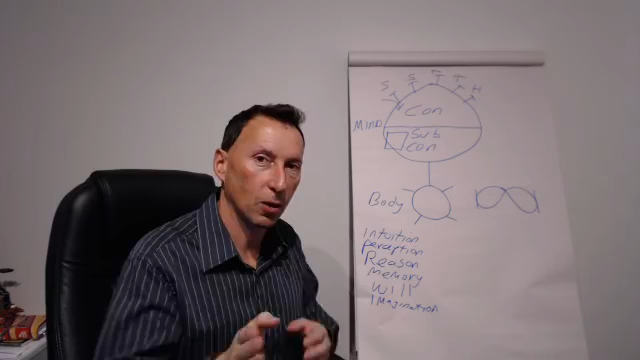 S S T T H
Con
MIND
Sub
Con
Body
Intuition
Perception
Reason
Memory
Will
IMagination